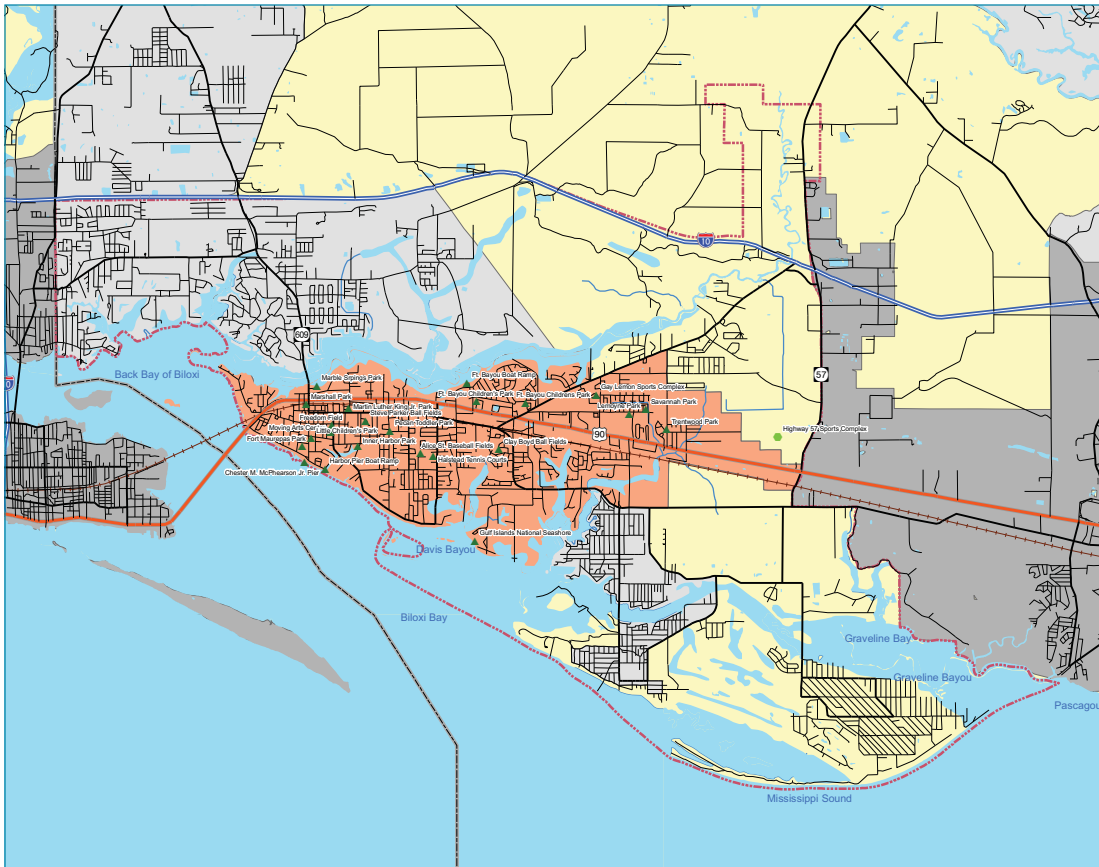 10
609
57
Back Bay of Biloxi
Marble Srpings Park
Ft. Bayou Boat Ramp
Marshall Park
Ft. Bayou Children's Park
Ft. Bayou Childrens Park
Gay Lemon Sports Complex
Savannah Park
Martin Luther King Jr. Park
Lemoyne Park
Freedom Field
Steve Parker Ball Fields
Pecan Toddler Park
Trentwood Park
Moving Arts Cen
Little Children's Park
90
Highway 57 Sports Complex
Fort Maurepas Park
Inner Harbor Park
Alice St. Baseball Fields
Clay Boyd Ball Fields
Harbor Pier Boat Ramp
Halstead Tennis Courts
Chester M. McPhearson Jr. Pier
Gulf Islands National Seashore
Davis Bayou
Biloxi Bay
Graveline Bay
Graveline Bayou
Pascagou
Mississippi Sound